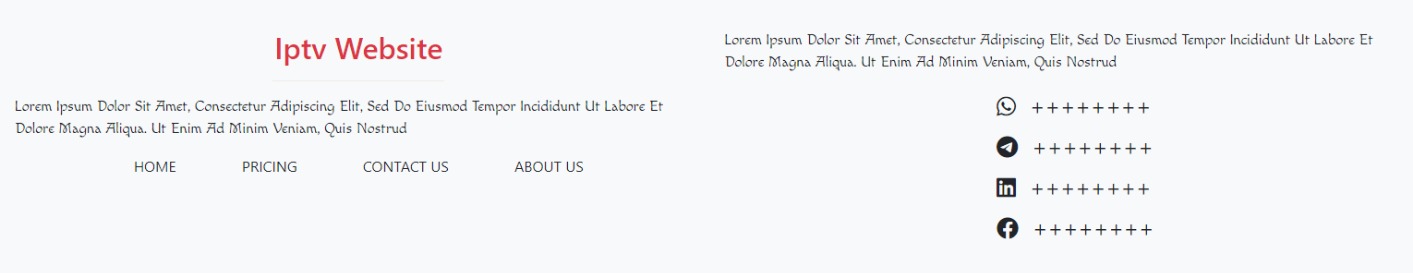 Iptv Website
Lorem Ipsum Dolor Sit Amet, Consectetur Adipiscing Elit, Sed Do Eiusmod Tempor Incididunt Ut Labore Et
Dolore Magna Aliqua. Ut Enim Ad Minim Veniam, Quis Nostrud
HOME PRICING CONTACT US ABOUT US
Lorem Ipsum Dolor Sit Amet, Consectetur Adipiscing Elit, Sed Do Eiusmod Tempor Incididunt Ut Labore Et
Dolore Magna Aliqua. Ut Enim Ad Minim Veniam, Quis Nostrud
++++++++
++++++++
in ++++++++
++++++++